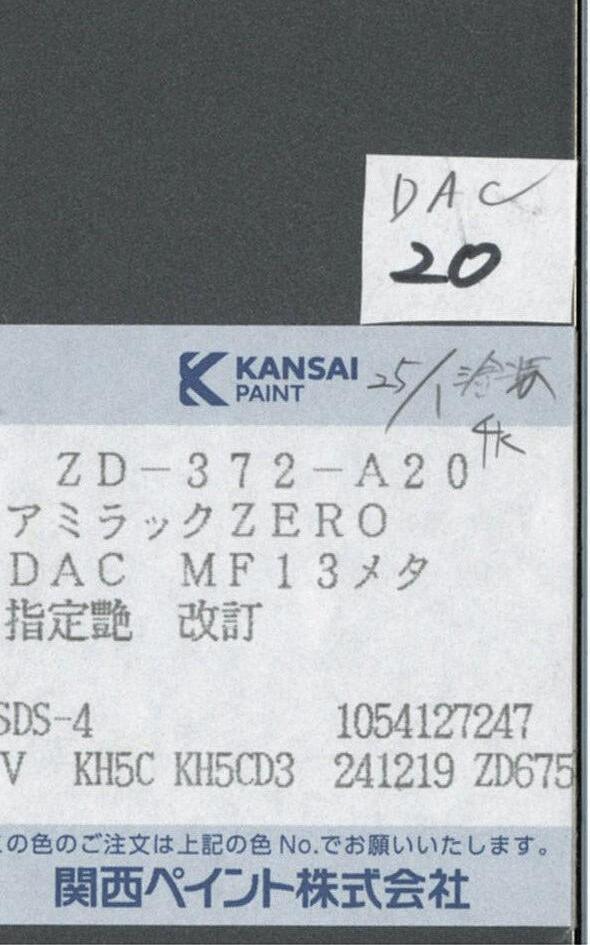 DAC
20
KANSAI
PAINT
25/1 塗装
ZD-372-A20
アミラックZERO
DAC MF13メタ
指定艶 改訂
SDS-4 1054127247
V KH5C KH5CD3 241219 ZD675
の色のご注文は上記の色No.でお願いいたします。
関西ペイント株式会社